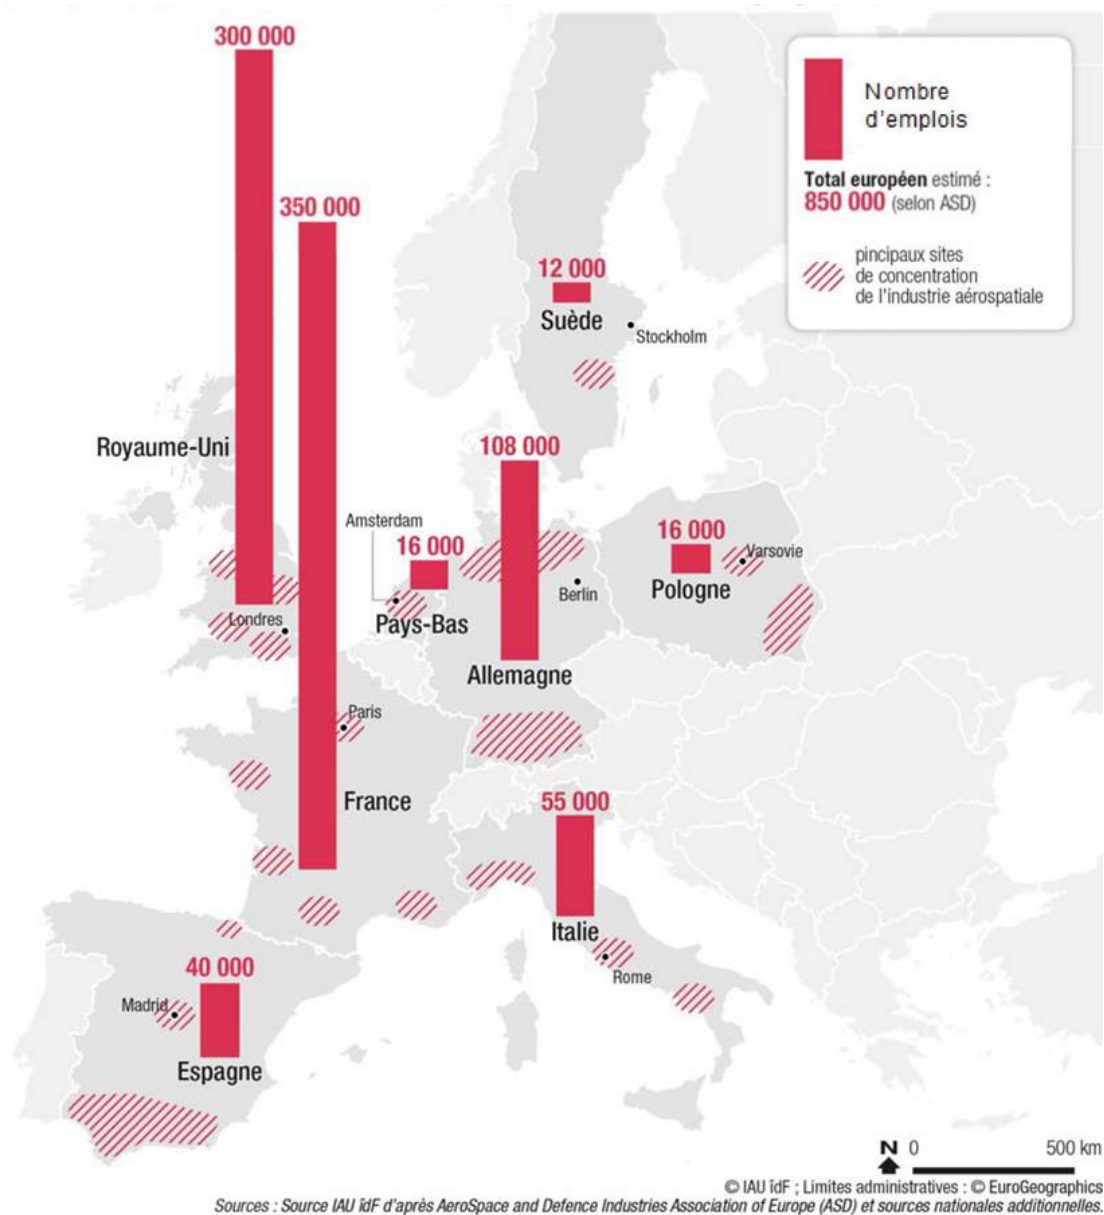 300 000
Nombre
d'emplois
Total européen estimé :
850 000 (selon ASD)
pincipaux sites
de concentration
de l'industrie aérospatiale
350 000
12 000
Suède
Stockholm
Royaume-Uni
108 000
Amsterdam
16 000
16 000
Varsovie
Berlin
Pologne
Londres
Pays-Bas
Allemagne
Paris
France
55 000
Italie
40 000
Rome
Madrid
Espagne
N 0 500 km
© IAU îdF ; Limites administratives : © EuroGeographics
Sources : Source IAU îdF d'après AeroSpace and Defence Industries Association of Europe (ASD) et sources nationales additionnelles.